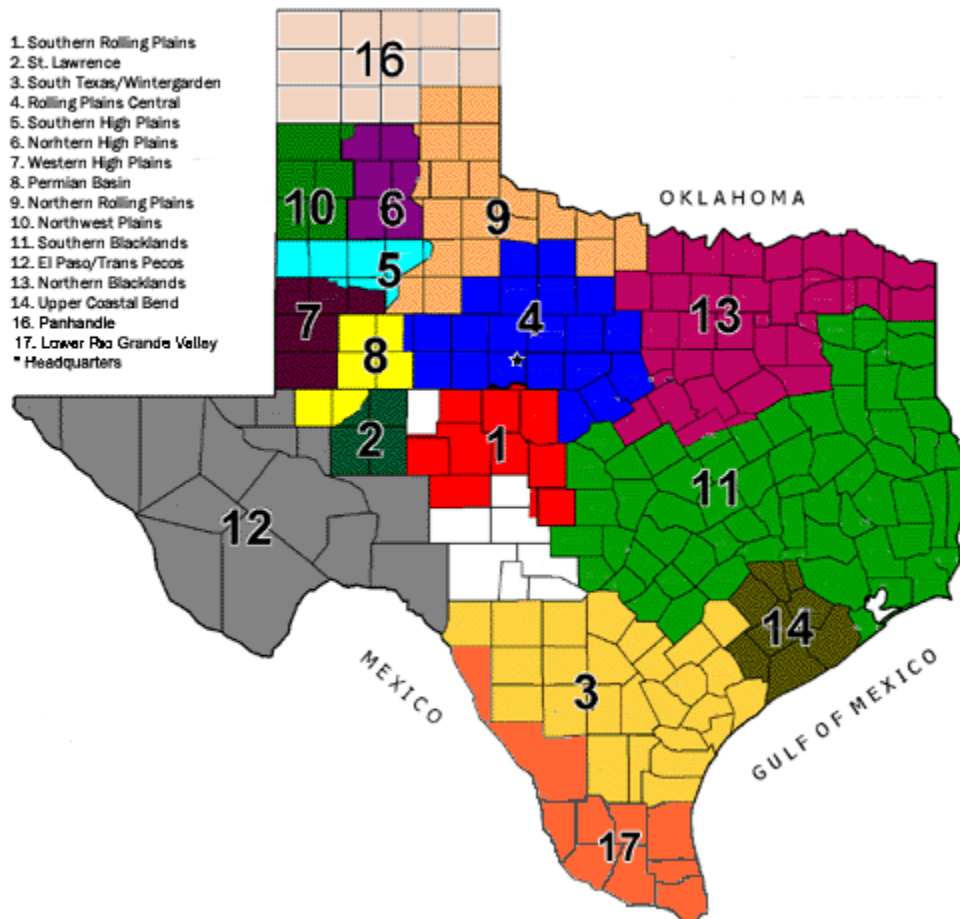 1. Southern Rolling Plains
2. St. Lawrence
3. South Texas/Wintergarden
4. Rolling Plains Central
5. Southern High Plains
6. Norhtern High Plains
7. Western High Plains
8. Permian Basin
9. Northern Rolling Plains
10. Northwest Plains
11. Southern Blacklands
12. El Paso/Trans Pecos
13. Northern Blacklands
14. Upper Coastal Bend
16. Panhandle
17. Lower Rio Grande Valley
* Headquarters
16
OKLAHOMA
10
6
9
5
7
4
13
8
2
1
11
12
14
MEXICO
3
GULF OF MEXICO
17